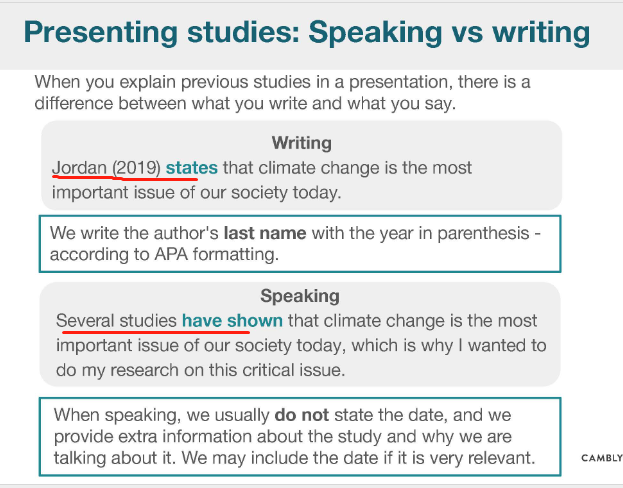 Presenting studies: Speaking vs writing
When you explain previous studies in a presentation, there is a
difference between what you write and what you say.
Writing
Jordan (2019) states that climate change is the most
important issue of our society today.
We write the author's last name with the year in parenthesis -
according to APA formatting.
Speaking
Several studies have shown that climate change is the most
important issue of our society today, which is why I wanted to
do my research on this critical issue.
When speaking, we usually do not state the date, and we
provide extra information about the study and why we are
talking about it. We may include the date if it is very relevant.
CAMBLY